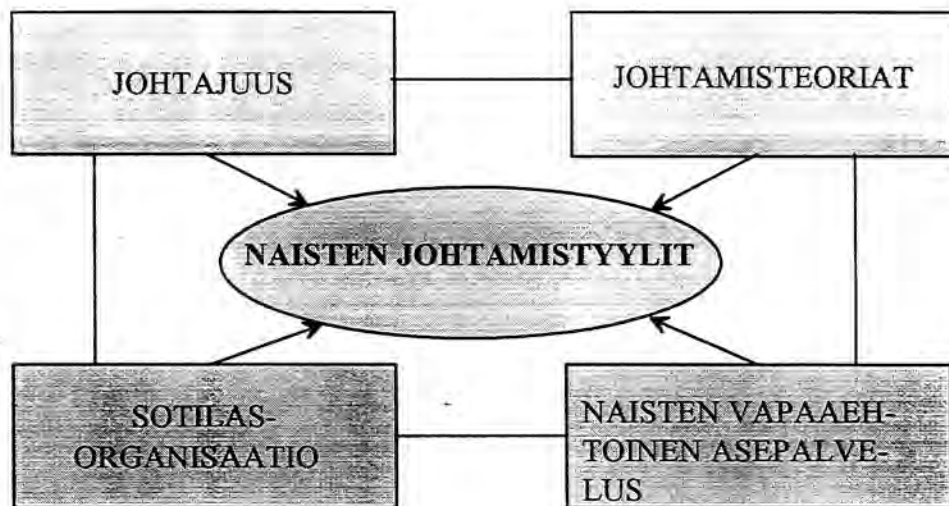 JOHTAJUUS
JOHTAMISTEORIAT
NAISTEN JOHTAMISTYYLIT
SOTILAS-
ORGANISAATIO
NAISTEN VAPAAEH-
TOINEN ASEPALVE-
LUS